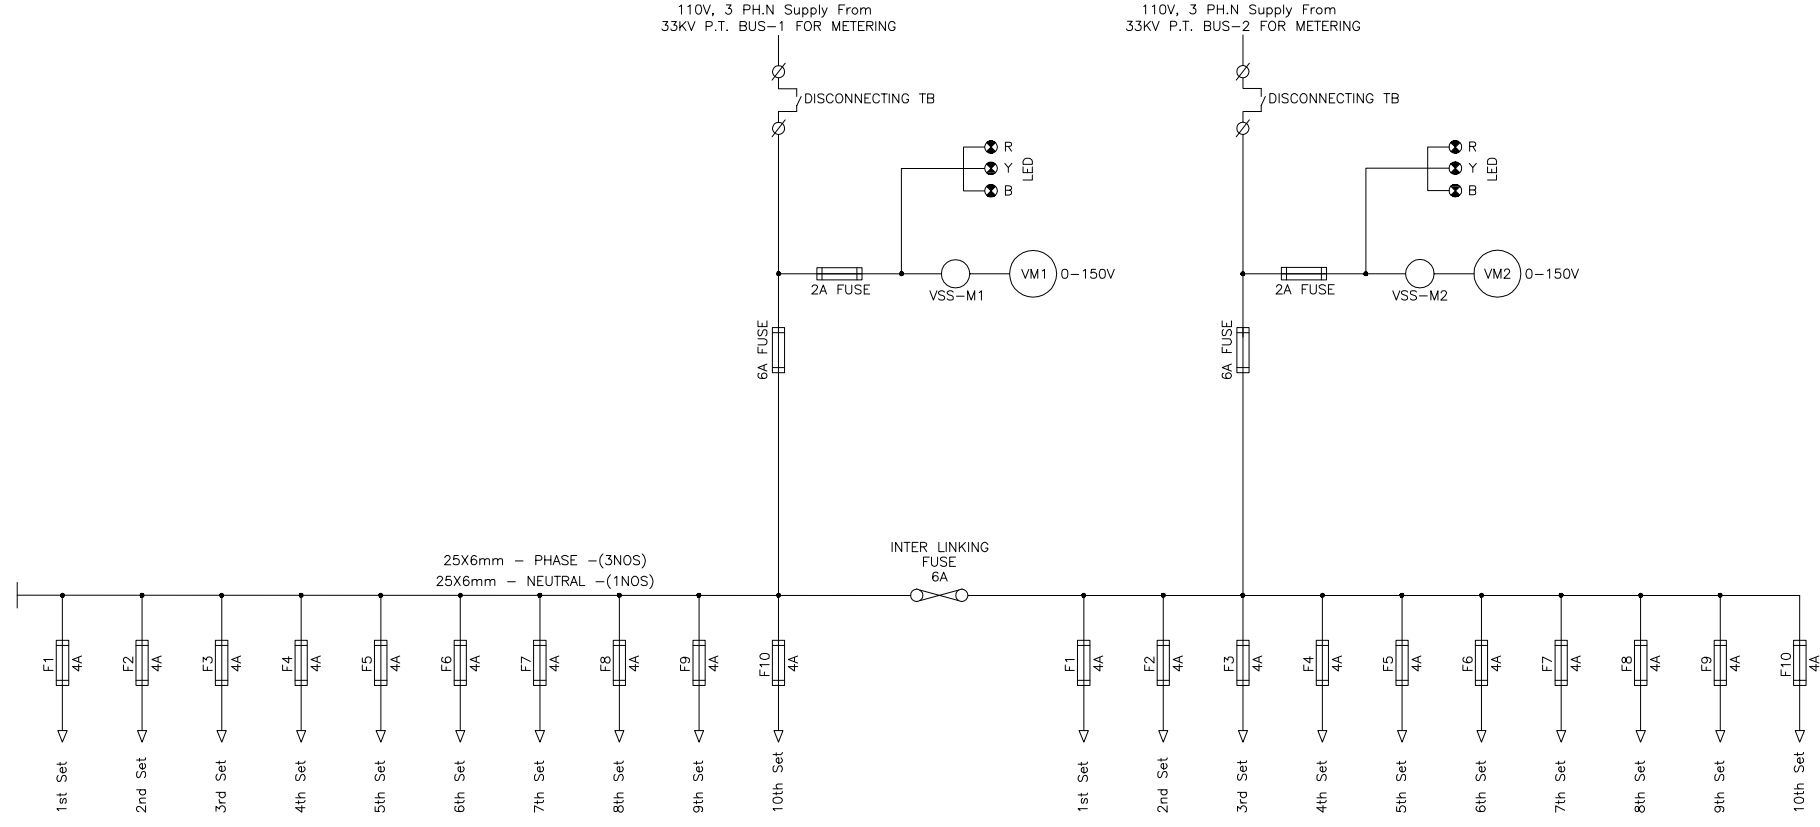 110V, 3 PH.N Supply From
33KV P.T. BUS-1 FOR METERING
110V, 3 PH.N Supply From
33KV P.T. BUS-2 FOR METERING
DISCONNECTING TB
DISCONNECTING TB
R
Y
B
LED
R
Y
B
LED
2A FUSE
VSS-M1
VM1
0-150V
2A FUSE
VSS-M2
VM2
0-150V
6A FUSE
6A FUSE
25X6mm - PHASE -(3NOS)
25X6mm - NEUTRAL -(1NOS)
INTER LINKING
FUSE
6A
F1
4A
F2
4A
F3
4A
F4
4A
F5
4A
F6
4A
F7
4A
F8
4A
F9
4A
F10
4A
F1
4A
F2
4A
F3
4A
F4
4A
F5
4A
F6
4A
F7
4A
F8
4A
F9
4A
F10
4A
1st Set
2nd Set
3rd Set
4th Set
5th Set
6th Set
7th Set
8th Set
9th Set
10th Set
1st Set
2nd Set
3rd Set
4th Set
5th Set
6th Set
7th Set
8th Set
9th Set
10th Set